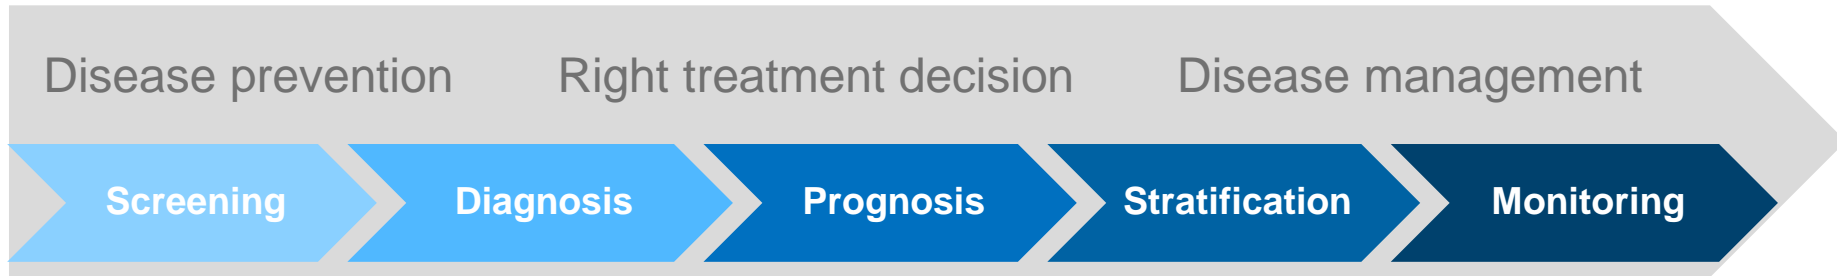 Disease prevention Right treatment decision Disease management
Screening Diagnosis Prognosis Stratification Monitoring